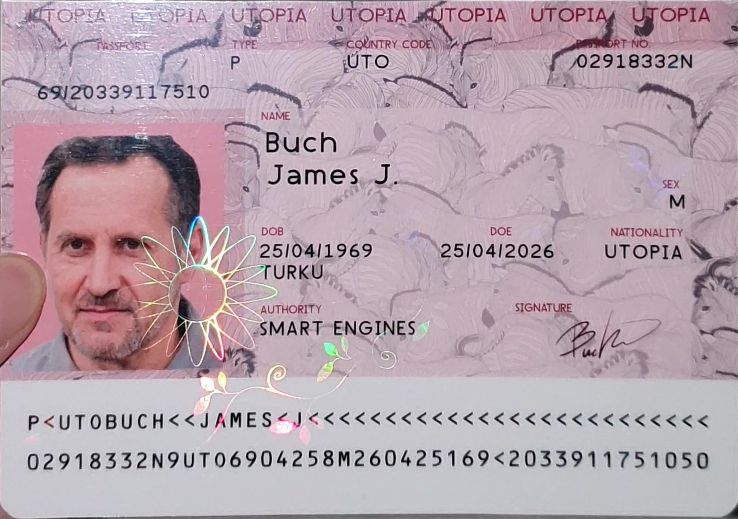 UTOPIA UTOPIA UTOPIA UTOPIA UTOPIA UTOPIA UTOPIA
PASSPORT TYPE COUNTRY CODE PASSPORT NO.
P UTO 02918332N
69/20339117510
NAME
Buch
James J.
SEX
M
DOB DOE NATIONALITY
25/04/1969 25/04/2026 UTOPIA
TURKU
AUTHORITY SIGNATURE
SMART ENGINES
P<UTOBUCH<<JAMES<J<<<<<<<<<<<<<<<<<<<<<<<<<<
02918332N9UTO6904258M260425169<2033911751050